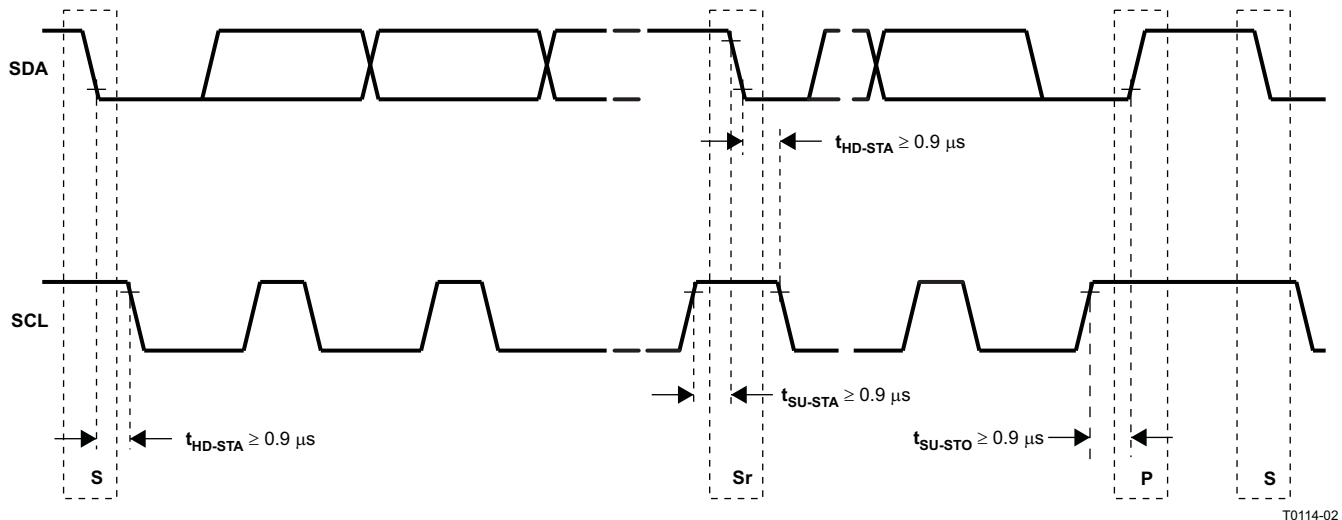 SDA
t_HD-STA ≥ 0.9 μs
SCL
t_SU-STA ≥ 0.9 μs
t_HD-STA ≥ 0.9 μs
t_SU-STO ≥ 0.9 μs
S
Sr
P
S
T0114-02